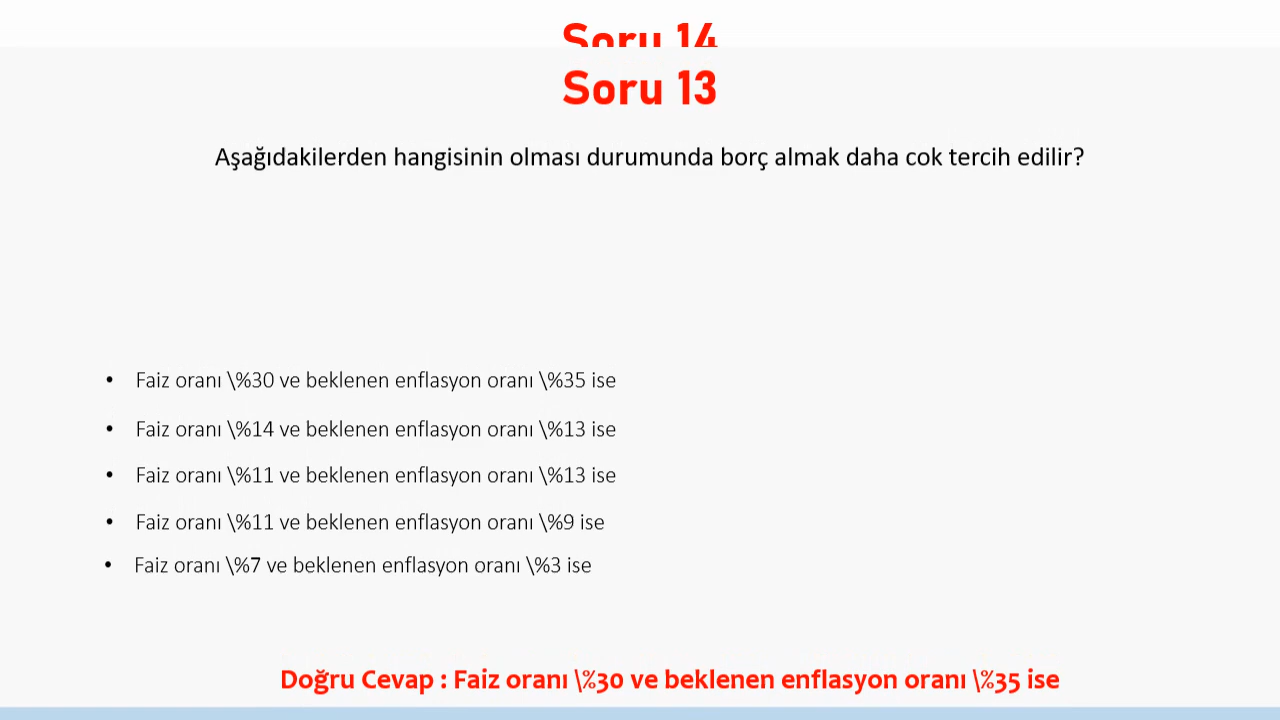 Soru 14
Soru 13
Aşağıdakilerden hangisinin olması durumunda borç almak daha cok tercih edilir?
• Faiz oranı \%30 ve beklenen enflasyon oranı \%35 ise
• Faiz oranı \%14 ve beklenen enflasyon oranı \%13 ise
• Faiz oranı \%11 ve beklenen enflasyon oranı \%13 ise
• Faiz oranı \%11 ve beklenen enflasyon oranı \%9 ise
• Faiz oranı \%7 ve beklenen enflasyon oranı \%3 ise
Doğru Cevap : Faiz oranı \%30 ve beklenen enflasyon oranı \%35 ise